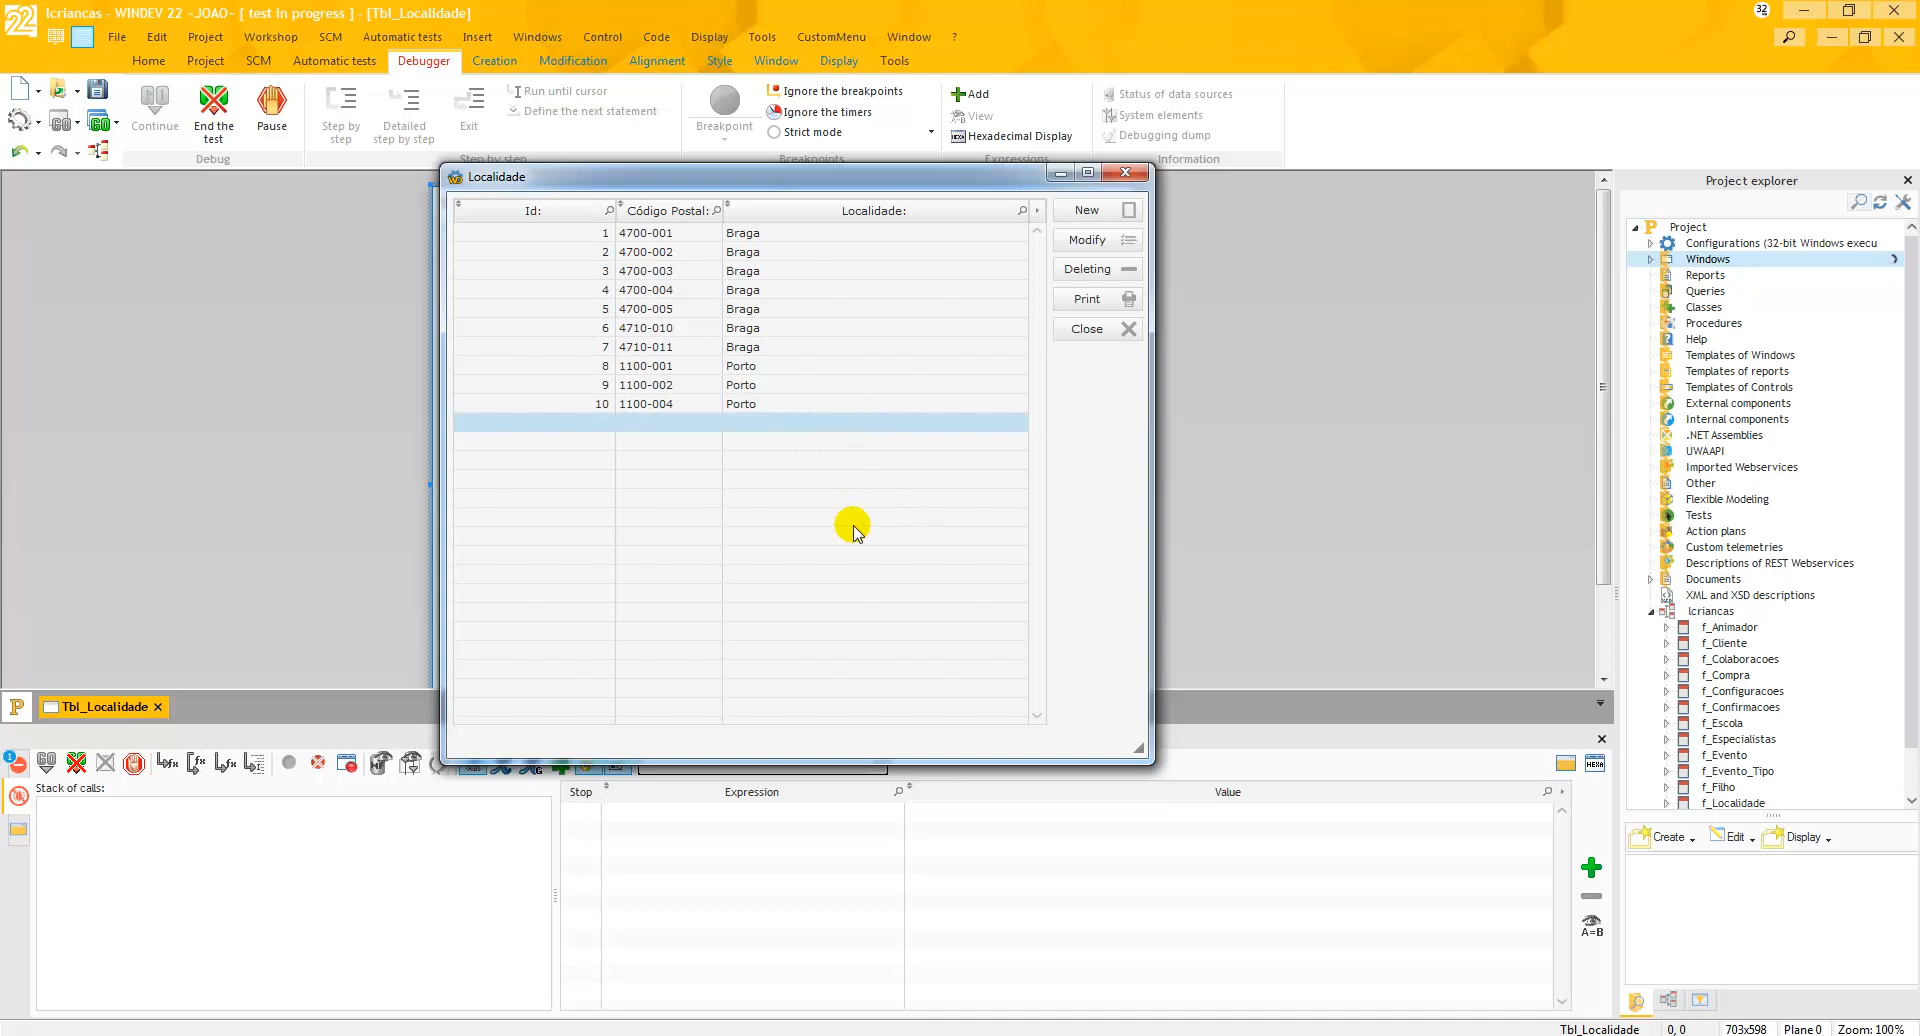 lcriancas - WINDEV 22 ~JOAO~ [ test in progress ] - [Tbl_Localidade]
32
File Edit Project Workshop SCM Automatic tests Insert Windows Control Code Display Tools CustomMenu Window ?
Home Project SCM Automatic tests Debugger Creation Modification Alignment Style Window Display Tools
Continue
End the test
Pause
Debug
Step by step
Detailed step by step
Exit
Run until cursor
Define the next statement
Step by step
Breakpoint
Ignore the breakpoints
Ignore the timers
Strict mode
Breakpoints
Add
View
Hexadecimal Display
Expressions
Status of data sources
System elements
Debugging dump
Information
Localidade
Id: Código Postal: Localidade:
1 4700-001 Braga
2 4700-002 Braga
3 4700-003 Braga
4 4700-004 Braga
5 4700-005 Braga
6 4710-010 Braga
7 4710-011 Braga
8 1100-001 Porto
9 1100-002 Porto
10 1100-004 Porto
New
Modify
Deleting
Print
Close
Project explorer
Project
Configurations (32-bit Windows execu
Windows
Reports
Queries
Classes
Procedures
Help
Templates of Windows
Templates of reports
Templates of Controls
External components
Internal components
.NET Assemblies
UWAAPI
Imported Webservices
Other
Flexible Modeling
Tests
Action plans
Custom telemetries
Descriptions of REST Webservices
Documents
XML and XSD descriptions
lcriancas
f_Animador
f_Cliente
f_Colaboracoes
f_Compra
f_Configuracoes
f_Confirmacoes
f_Escola
f_Especialistas
f_Evento
f_Evento_Tipo
f_Filho
f_Localidade
Create Edit Display
Tbl_Localidade
Stack of calls:
Stop Expression Value
HEXA
A=B
Tbl_Localidade 0, 0 703x598 Plane 0 Zoom: 100%